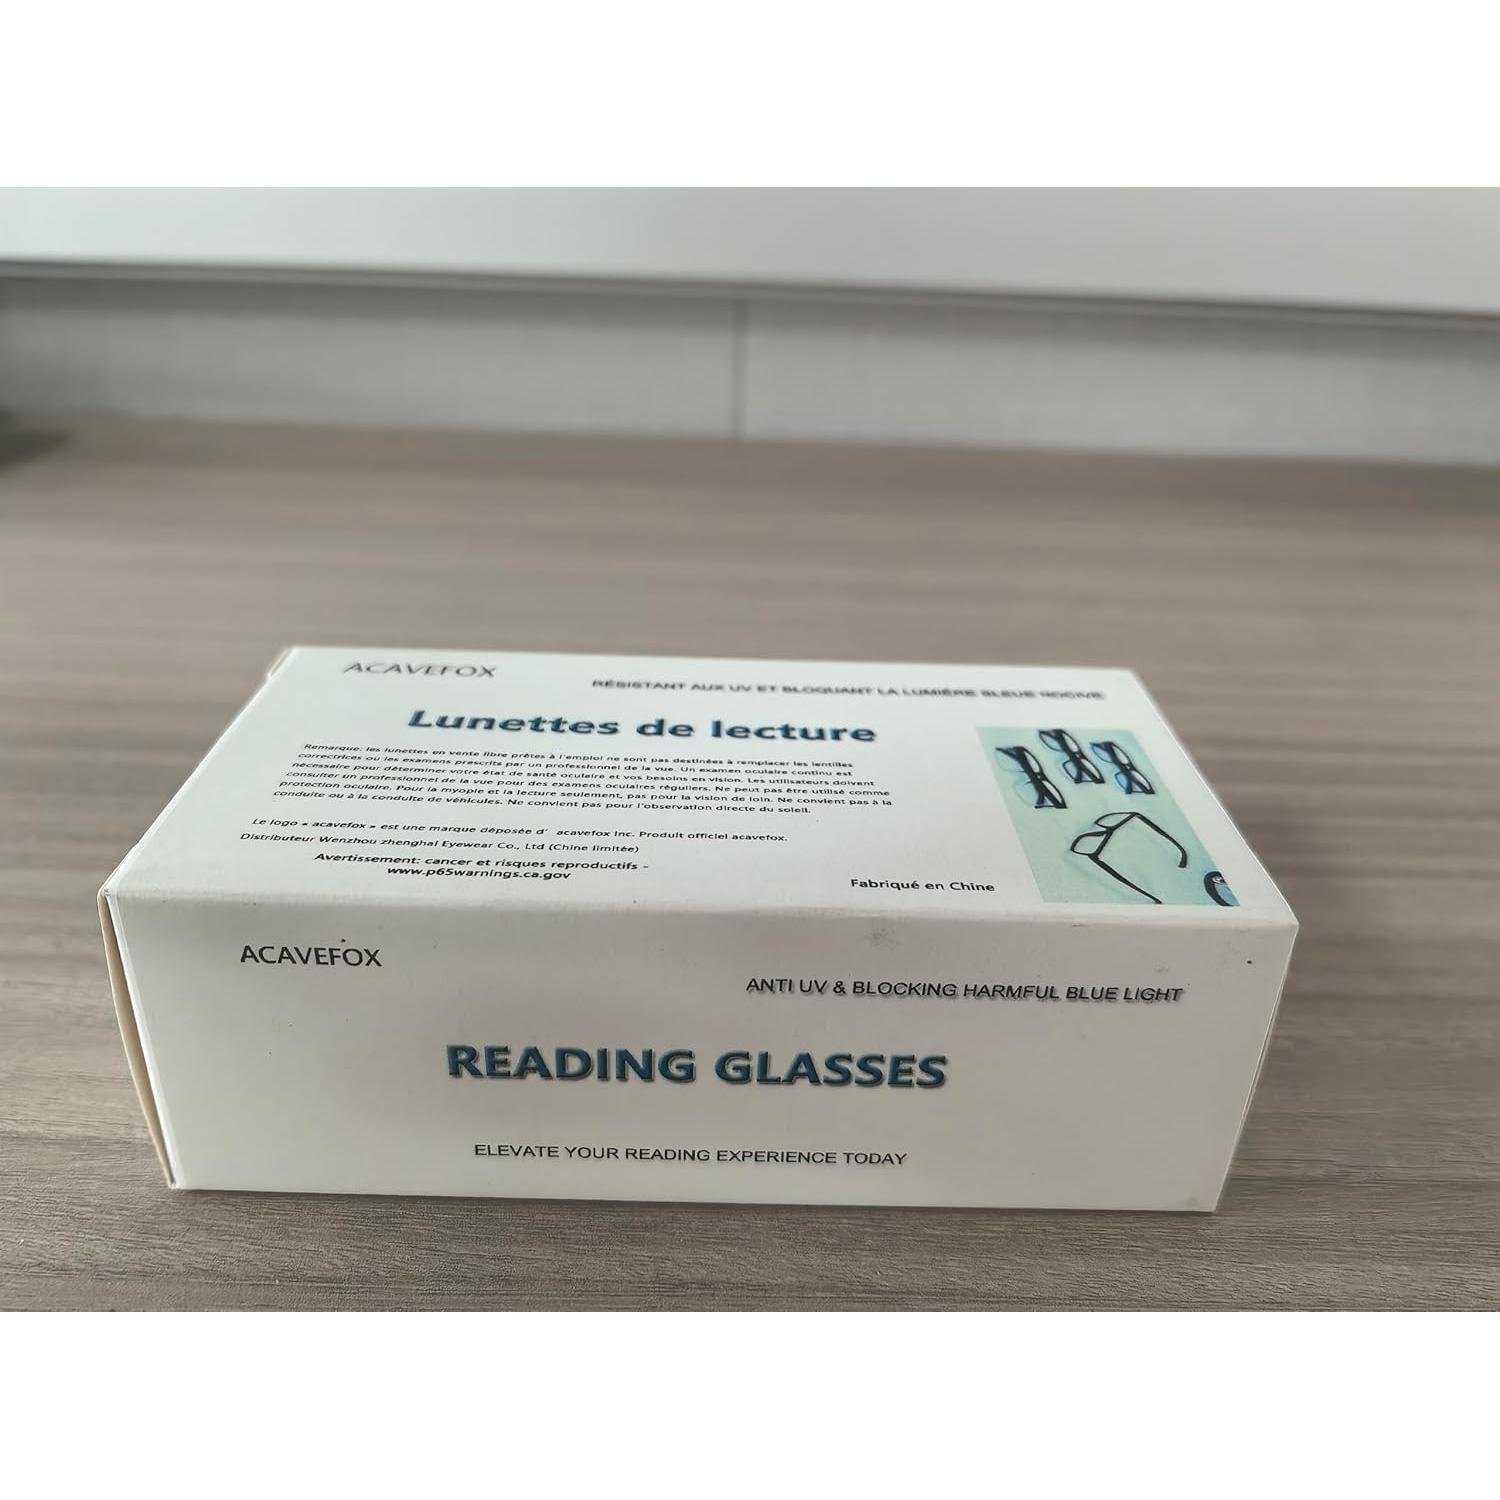 ACAVEFOX
RÉSISTANT AUX UV ET BLOQUANT LA LUMIÈRE BLEUE NOCIVE
Lunettes de lecture
Remarque: les lunettes en vente libre prêtes à l'emploi ne sont pas destinées à remplacer les lentilles
correctrices ou les examens prescrits par un professionnel de la vue. Un examen oculaire continu est
nécessaire pour déterminer votre état de santé oculaire et vos besoins en vision. Les utilisateurs doivent
consulter un professionnel de la vue pour des examens oculaires réguliers. Ne peut pas être utilisé comme
protection oculaire. Pour la myopie et la lecture seulement, pas pour la vision de loin. Ne convient pas à la
conduite ou à la conduite de véhicules. Ne convient pas pour l'observation directe du soleil.
Le logo « acavefox » est une marque déposée d' acavefox Inc. Produit officiel acavefox.
Distributeur Wenzhou zhenghai Eyewear Co., Ltd (Chine limitée)
Avertissement: cancer et risques reproductifs -
www.p65warnings.ca.gov
Fabriqué en Chine
ACAVEFOX
ANTI UV & BLOCKING HARMFUL BLUE LIGHT
READING GLASSES
ELEVATE YOUR READING EXPERIENCE TODAY